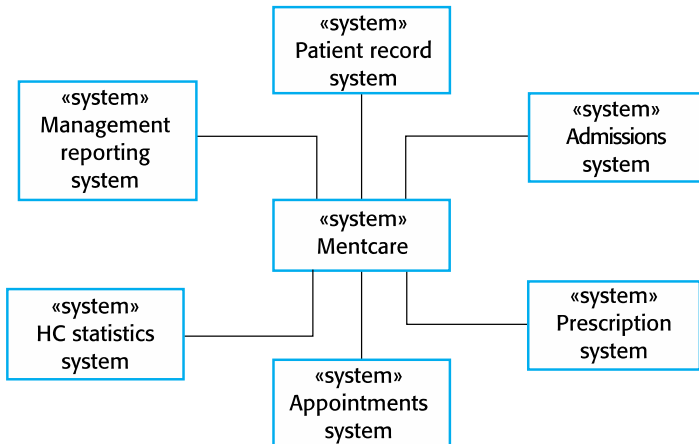 «system»
Patient record
system
«system»
Management
reporting
system
«system»
Admissions
system
«system»
Mentcare
«system»
HC statistics
system
«system»
Prescription
system
«system»
Appointments
system